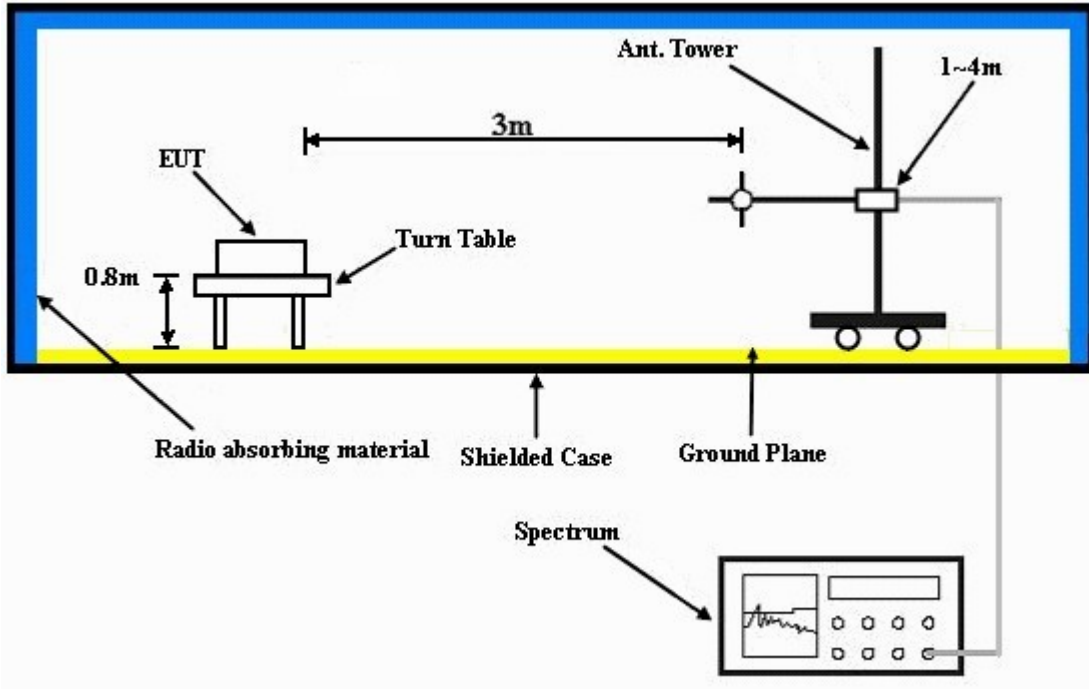 Ant. Tower
1~4m
3m
EUT
Turn Table
0.8m
Radio absorbing material
Shielded Case
Ground Plane
Spectrum